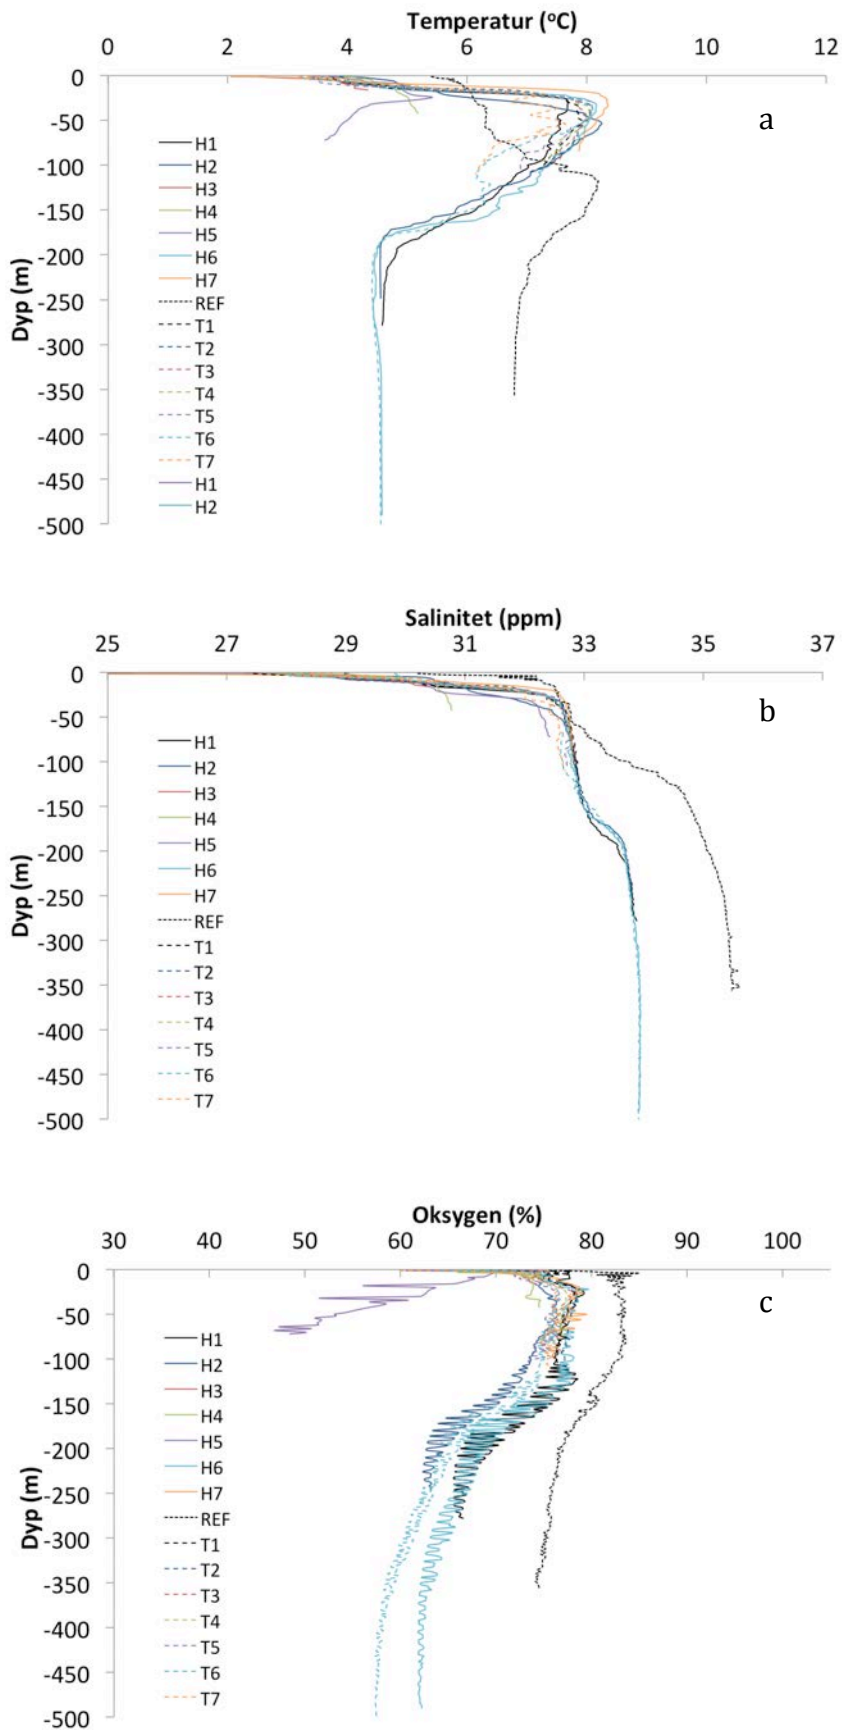 Temperatur (ºC)
0 2 4 6 8 10 12
0
-50
-100
-150
-200
-250
-300
-350
-400
-450
-500
Dyp (m)
a
H1
H2
H3
H4
H5
H6
H7
REF
T1
T2
T3
T4
T5
T6
T7
H1
H2
Salinitet (ppm)
25 27 29 31 33 35 37
0
-50
-100
-150
-200
-250
-300
-350
-400
-450
-500
Dyp (m)
b
H1
H2
H3
H4
H5
H6
H7
REF
T1
T2
T3
T4
T5
T6
T7
Oksygen (%)
30 40 50 60 70 80 90 100
0
-50
-100
-150
-200
-250
-300
-350
-400
-450
-500
Dyp (m)
c
H1
H2
H3
H4
H5
H6
H7
REF
T1
T2
T3
T4
T5
T6
T7